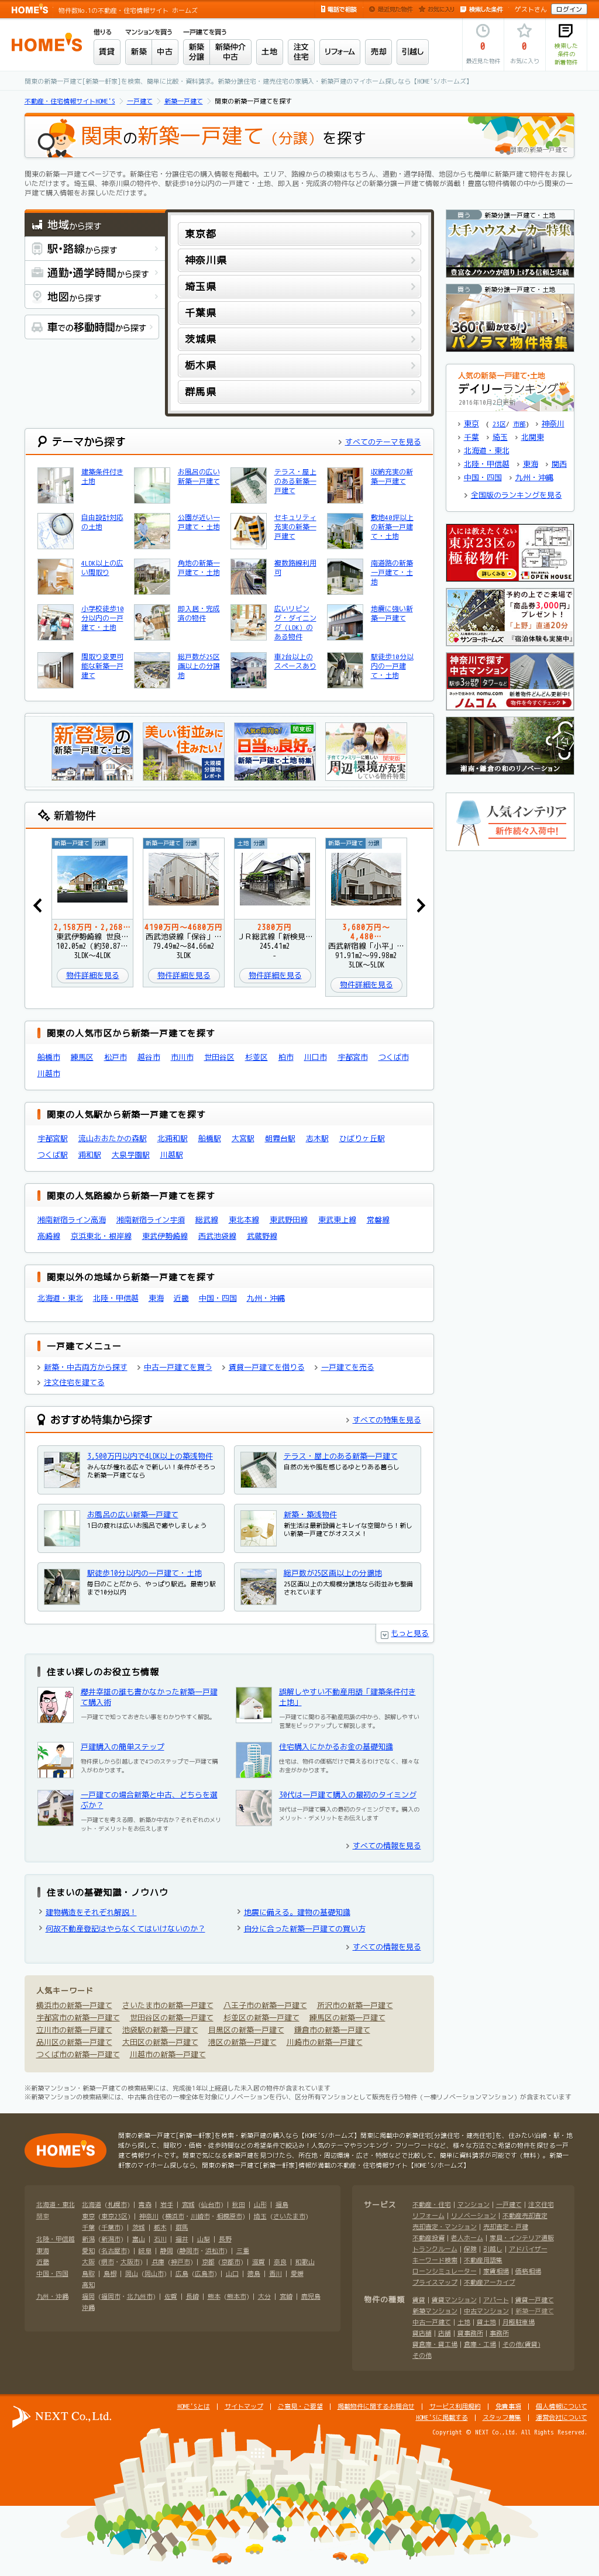 HOME'S 物件数No.1の不動産・住宅情報サイト ホームズ
電話で相談 最近見た物件 お気に入り 検索した条件 ゲストさん ログイン
HOME'S
借りる マンションを買う 一戸建てを買う
賃貸 新築 中古 新築分譲 新築仲介中古 土地 注文住宅 リフォーム 売却 引越し
0 最近見た物件
0 お気に入り
検索した条件の新着物件
関東の新築一戸建て[新築一軒家]を検索、簡単に比較・資料請求。新築分譲住宅・建売住宅の家購入・新築戸建のマイホーム探しなら【HOME'S/ホームズ】
不動産・住宅情報サイトHOME'S 一戸建て 新築一戸建て 関東の新築一戸建てを探す
関東の新築一戸建て（分譲）を探す
関東の新築一戸建て
関東の新築一戸建てページです。新築住宅・分譲住宅の購入情報を掲載中。エリア、路線からの検索はもちろん、通勤・通学時間、地図からも簡単に新築戸建て物件をお探しいただけます。埼玉県、神奈川県の物件や、駅徒歩10分以内の一戸建て・土地、即入居・完成済の物件などの新築分譲一戸建て情報が満載！豊富な物件情報の中から関東の一戸建て購入情報をお探しください。
地域から探す
駅・路線から探す
通勤・通学時間から探す
地図から探す
車での移動時間から探す
東京都
神奈川県
埼玉県
千葉県
茨城県
栃木県
群馬県
買う 新築分譲一戸建て・土地
大手ハウスメーカー特集
豊富なノウハウが創り上げる信頼と実績
買う 新築分譲一戸建て・土地
360°動かせる!
パノラマ物件特集
人気の新築一戸建て・土地
デイリーランキング
2016年10月2日更新
東京 (23区/ 市部) 神奈川
千葉 埼玉 北関東
北海道・東北
北陸・甲信越 東海 関西
中国・四国 九州・沖縄
全国版のランキングを見る
人には教えたくない
東京23区の
極秘物件
詳しくみる
OPEN HOUSE
予約の上でご来場で
「商品券3,000円」
プレゼント！
「上野」直通20分
サンヨーホームズ 「宿泊体験も実施中」
神奈川で探す
中古マンション
駅歩3分以内 タワーなど
ネットで歩かう nomu.com 新着物件ぞくぞく更新中!
ノムコム 物件を今すぐチェック
湘南・鎌倉の和のリノベーション
人気インテリア
新作続々入荷中！
テーマから探す すべてのテーマを見る
建築条件付き土地 お風呂の広い新築一戸建て テラス・屋上のある新築一戸建て 収納充実の新築一戸建て
自由設計対応の土地 公園が近い一戸建て・土地 セキュリティ充実の新築一戸建て 敷地40坪以上の新築一戸建て・土地
4LDK以上の広い間取り 角地の新築一戸建て・土地 複数路線利用可 南道路の新築一戸建て・土地
小学校徒歩10分以内の一戸建て・土地 即入居・完成済の物件 広いリビング・ダイニング（LDK）のある物件 地震に強い新築一戸建て
間取り変更可能な新築一戸建て 総戸数が25区画以上の分譲地 車2台以上のスペースあり 駅徒歩10分以内の一戸建て・土地
新登場の新築一戸建て・土地
美しい街並みに住みたい! 大規模分譲地レポート
人気の南向き! 関東版 日当たり良好な新築一戸建て・土地特集
子育てファミリーに嬉しい 関東版 周辺環境が充実している物件特集
新着物件
新築一戸建て 分譲 新築一戸建て 分譲 土地 分譲 新築一戸建て 分譲
2,158万円・2,268…
東武伊勢崎線 世良…
102.05m2（約30.87…
3LDK～4LDK
物件詳細を見る
4190万円～4680万円
西武池袋線「保谷」…
79.49m2～84.66m2
3LDK
物件詳細を見る
2380万円
ＪＲ総武線「新検見…
245.41m2
-
物件詳細を見る
3,680万円～4,480…
西武新宿線「小平」…
91.91m2～99.98m2
3LDK～5LDK
物件詳細を見る
関東の人気市区から新築一戸建てを探す
船橋市 練馬区 松戸市 越谷市 市川市 世田谷区 杉並区 柏市 川口市 宇都宮市 つくば市
川越市
関東の人気駅から新築一戸建てを探す
宇都宮駅 流山おおたかの森駅 北浦和駅 船橋駅 大宮駅 朝霞台駅 志木駅 ひばりヶ丘駅
つくば駅 浦和駅 大泉学園駅 川越駅
関東の人気路線から新築一戸建てを探す
湘南新宿ライン高海 湘南新宿ライン宇須 総武線 東北本線 東武野田線 東武東上線 常磐線
高崎線 京浜東北・根岸線 東武伊勢崎線 西武池袋線 武蔵野線
関東以外の地域から新築一戸建てを探す
北海道・東北 北陸・甲信越 東海 近畿 中国・四国 九州・沖縄
一戸建てメニュー
新築・中古両方から探す 中古一戸建てを買う 賃貸一戸建てを借りる 一戸建てを売る
注文住宅を建てる
おすすめ特集から探す すべての特集を見る
3,500万円以内で4LDK以上の築浅物件
みんなが憧れる広々で新しい！条件がそろった新築一戸建てなら
テラス・屋上のある新築一戸建て
自然の光や風を感じるゆとりある暮らし
お風呂の広い新築一戸建て
1日の疲れは広いお風呂で癒やしましょう
新築・築浅物件
新生活は最新設備とキレイな空間から！新しい新築一戸建てがオススメ！
駅徒歩10分以内の一戸建て・土地
毎日のことだから、やっぱり駅近。最寄り駅まで10分以内
総戸数が25区画以上の分譲地
25区画以上の大規模分譲地なら街並みも整備されています
もっと見る
住まい探しのお役立ち情報
櫻井幸雄の誰も書かなかった新築一戸建て購入術
一戸建てで知っておきたい事をわかりやすく解説。
誤解しやすい不動産用語「建築条件付き土地」
一戸建てに関わる不動産用語の中から、誤解しやすい言葉をピックアップして解説します。
戸建購入の簡単ステップ
物件探しから引越しまで4つのステップで一戸建て購入がわかります。
住宅購入にかかるお金の基礎知識
住宅は、物件の価格だけで買えるわけでなく、様々なお金がかかります。
一戸建ての場合新築と中古、どちらを選ぶか？
一戸建てを考える際、新築か中古か？それぞれのメリット・デメリットをお伝えします
30代は一戸建て購入の最初のタイミング
30代は一戸建て購入の最初のタイミングです。購入のメリット・デメリットをお伝えします
すべての情報を見る
住まいの基礎知識・ノウハウ
建物構造をそれぞれ解説！ 地震に備える。建物の基礎知識
何故不動産登記はやらなくてはいけないのか？ 自分に合った新築一戸建ての買い方
すべての情報を見る
人気キーワード
横浜市の新築一戸建て さいたま市の新築一戸建て 八王子市の新築一戸建て 所沢市の新築一戸建て
宇都宮市の新築一戸建て 世田谷区の新築一戸建て 杉並区の新築一戸建て 練馬区の新築一戸建て
立川市の新築一戸建て 池袋駅の新築一戸建て 目黒区の新築一戸建て 鎌倉市の新築一戸建て
品川区の新築一戸建て 大田区の新築一戸建て 港区の新築一戸建て 川崎市の新築一戸建て
つくば市の新築一戸建て 川越市の新築一戸建て
※新築マンション・新築一戸建ての検索結果には、完成後1年以上経過した未入居の物件が含まれています
※新築マンションの検索結果には、中古集合住宅の一棟全体を対象にリノベーションを行い、区分所有マンションとして販売を行う物件（一棟リノベーションマンション）が含まれています
HOME'S
関東の新築一戸建て[新築一軒家]を検索・新築戸建の購入なら【HOME'S/ホームズ】関東に掲載中の新築住宅[分譲住宅・建売住宅]を、住みたい沿線・駅・地域から探して、間取り・価格・徒歩時間などの希望条件で絞込み！人気のテーマやランキング・フリーワードなど、様々な方法でご希望の物件を探すことができる新築一戸建て情報サイトです。関東で気になる新築戸建を見つけたら、所在地・周辺環境・広さ・特徴などで比較して、簡単に資料請求が可能です（無料）。新築一軒家のマイホーム探しなら、関東の新築一戸建て[新築一軒家]情報が満載の不動産・住宅情報サイト【HOME'S/ホームズ】
北海道・東北 北海道（札幌市）| 青森 | 岩手 | 宮城（仙台市）| 秋田 | 山形 | 福島
関東 東京（東京23区）| 神奈川（横浜市・川崎市・相模原市）| 埼玉（さいたま市）
千葉（千葉市）| 茨城 | 栃木 | 群馬
北陸・甲信越 新潟（新潟市）| 富山 | 石川 | 福井 | 山梨 | 長野
東海 愛知（名古屋市）| 岐阜 | 静岡（静岡市・浜松市）| 三重
近畿 大阪（堺市・大阪市）| 兵庫（神戸市）| 京都（京都市）| 滋賀 | 奈良 | 和歌山
中国・四国 鳥取 | 島根 | 岡山（岡山市）| 広島（広島市）| 山口 | 徳島 | 香川 | 愛媛
高知
九州・沖縄 福岡（福岡市・北九州市）| 佐賀 | 長崎 | 熊本（熊本市）| 大分 | 宮崎 | 鹿児島
沖縄
サービス 不動産・住宅 | マンション | 一戸建て | 注文住宅
リフォーム | リノベーション | 不動産売却査定
売却査定・マンション | 売却査定・戸建
不動産投資 | 老人ホーム | 家具・インテリア通販
トランクルーム | 保険 | 引越し | アドバイザー
キーワード検索 | 不動産用語集
ローンシミュレーター | 家賃相場 | 価格相場
プライスマップ | 不動産アーカイブ
物件の種類 賃貸 | 賃貸マンション | アパート | 賃貸一戸建て
新築マンション | 中古マンション | 新築一戸建て
中古一戸建て | 土地 | 貸土地 | 月極駐車場
貸店舗 | 店舗 | 貸事務所 | 事務所
貸倉庫・貸工場 | 倉庫・工場 | その他(賃貸)
その他
NEXT Co.,Ltd.
HOME'Sとは | サイトマップ | ご意見・ご要望 | 掲載物件に関するお問合せ | サービス利用規約 | 免責事項 | 個人情報について
HOME'Sに掲載する | スタッフ募集 | 運営会社について
Copyright © NEXT Co.,Ltd. All Rights Reserved.